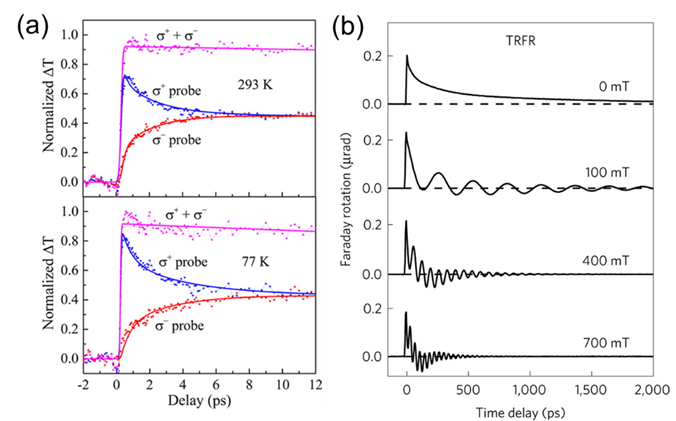 (a)
1.0
0.8
0.6
0.4
0.2
0.0
Normalized ΔT
σ⁺ + σ⁻
σ⁺ probe
293 K
σ⁻ probe
1.0
0.8
0.6
0.4
0.2
0.0
Normalized ΔT
σ⁺ + σ⁻
σ⁺ probe
77 K
σ⁻ probe
-2 0 2 4 6 8 10 12
Delay (ps)
(b)
TRFR
0.2
0 mT
0.0
0.2
100 mT
0.0
0.2
400 mT
0.0
0.2
700 mT
0.0
Faraday rotation (μrad)
0 500 1,000 1,500 2,000
Time delay (ps)